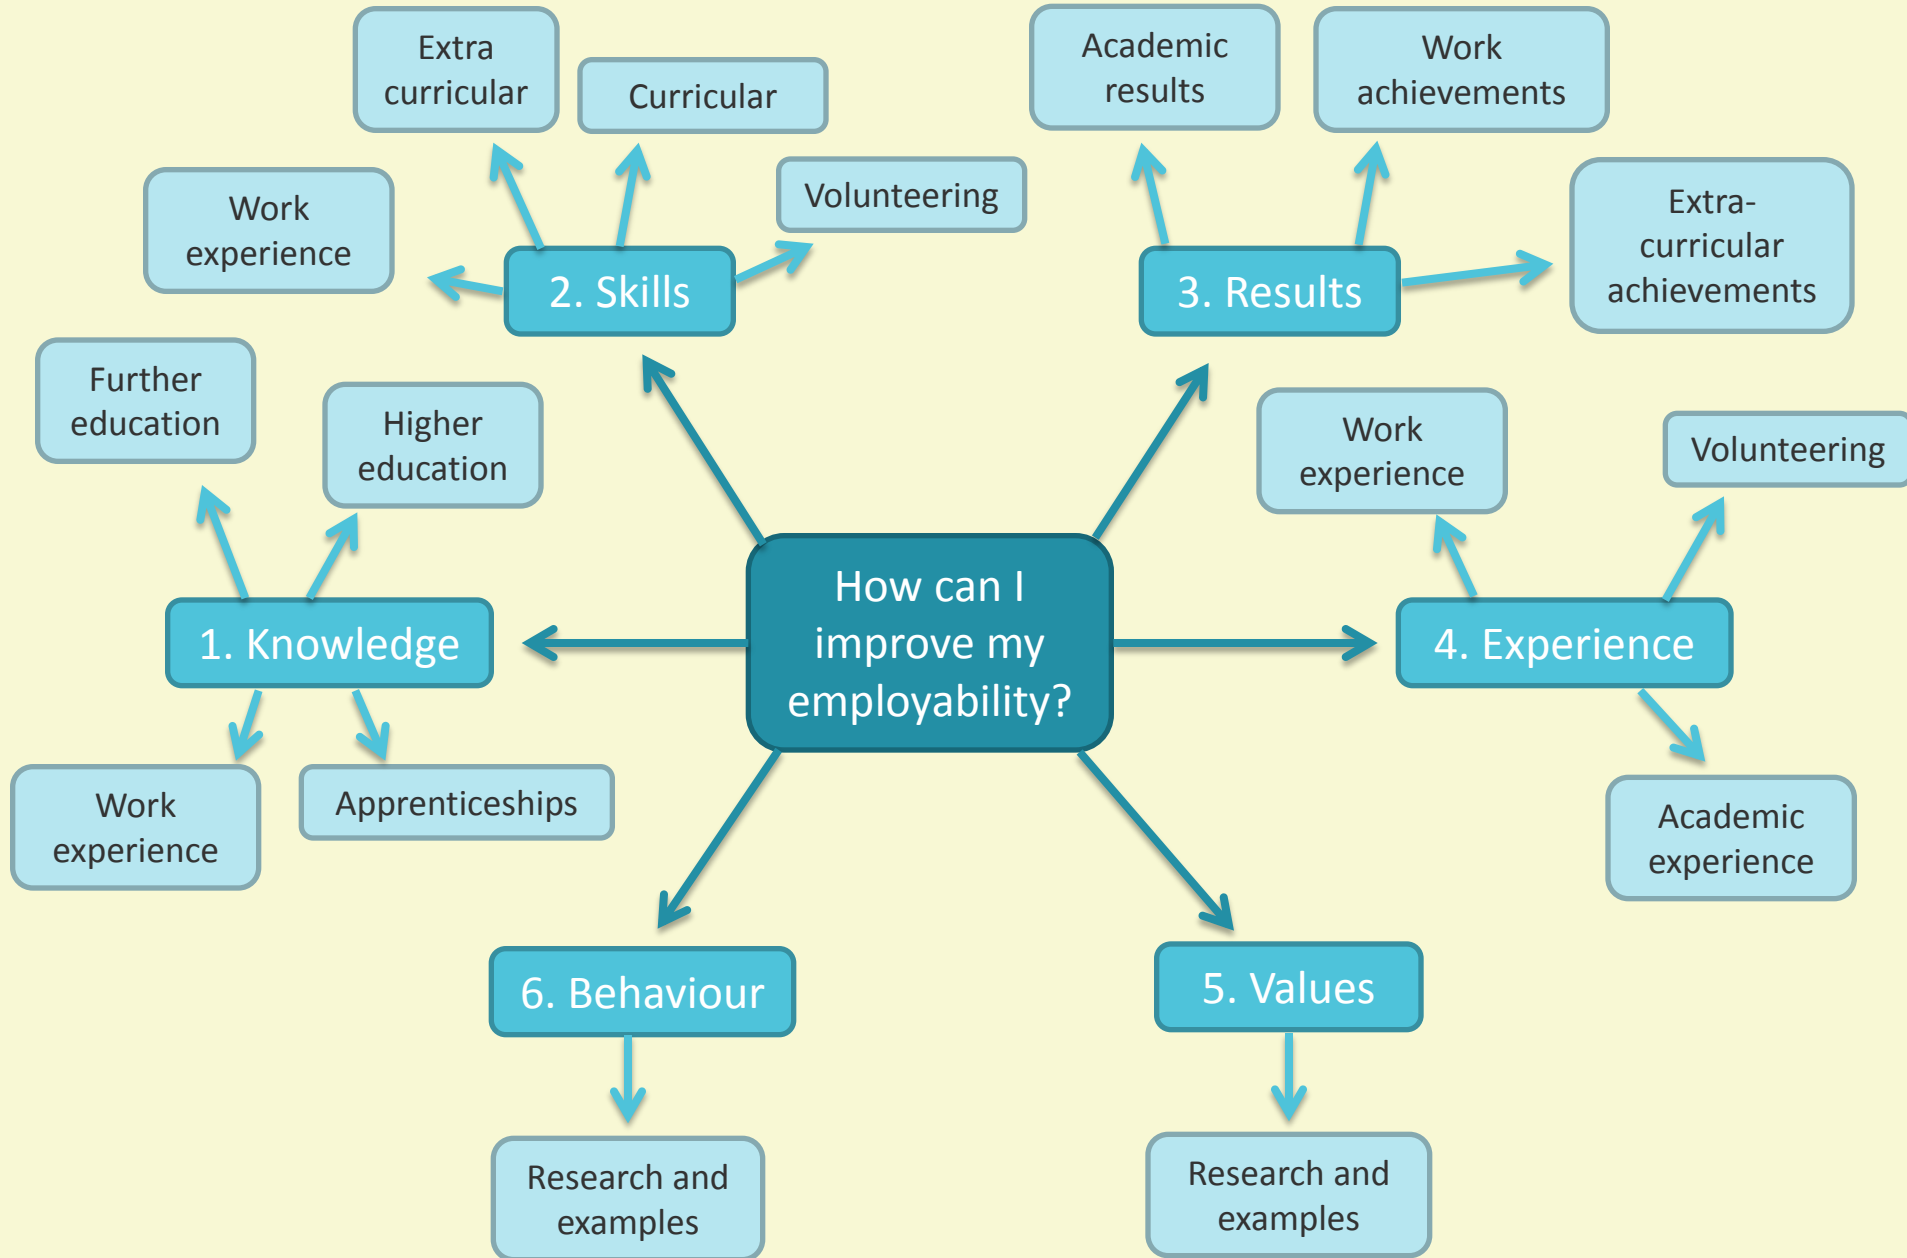 Extra
curricular
Curricular
Work
experience
Volunteering
2. Skills
Academic
results
Work
achievements
Extra-
curricular
achievements
3. Results
Further
education
Higher
education
1. Knowledge
Work
experience
Apprenticeships
How can I
improve my
employability?
Work
experience
Volunteering
4. Experience
Academic
experience
6. Behaviour
Research and
examples
5. Values
Research and
examples